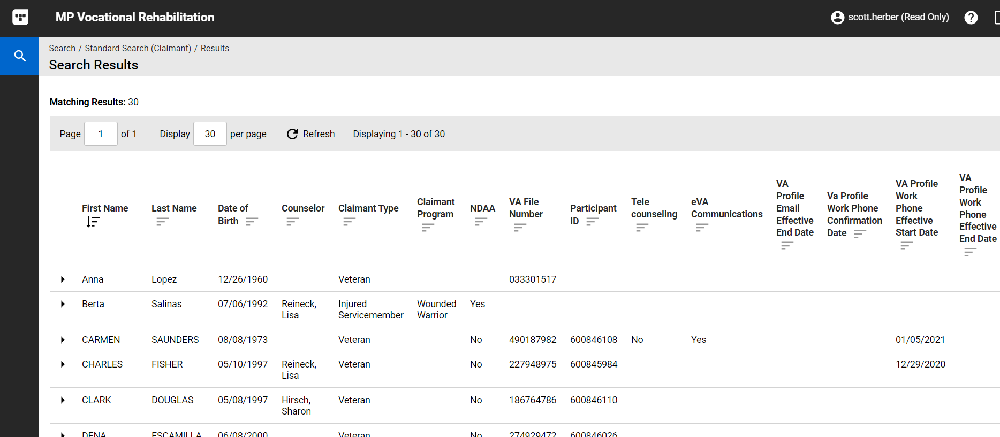 MP Vocational Rehabilitation
scott.herber (Read Only)
Search / Standard Search (Claimant) / Results
Search Results
Matching Results: 30
Page 1 of 1 Display 30 per page Refresh Displaying 1 - 30 of 30
First Name
Last Name
Date of
Birth
Counselor
Claimant Type
Claimant
Program
NDAA
VA File
Number
Participant
ID
Tele
counseling
eVA
Communications
VA
Profile
Email
Effective
End Date
Va Profile
Work Phone
Confirmation
Date
VA Profile
Work
Phone
Effective
Start Date
VA
Profile
Work
Phone
Effective
End Date
Anna Lopez 12/26/1960 Veteran 033301517
Berta Salinas 07/06/1992 Reineck, Injured Wounded Yes
Lisa Servicemember Warrior
CARMEN SAUNDERS 08/08/1973 Veteran No 490187982 600846108 No Yes 01/05/2021
CHARLES FISHER 05/10/1997 Reineck, Veteran No 227948975 600845984 12/29/2020
Lisa
CLARK DOUGLAS 05/08/1997 Hirsch, Veteran No 186764786 600846110
Sharon
DENA ESCAMILLA 06/08/2000 Veteran No 274929472 600846026